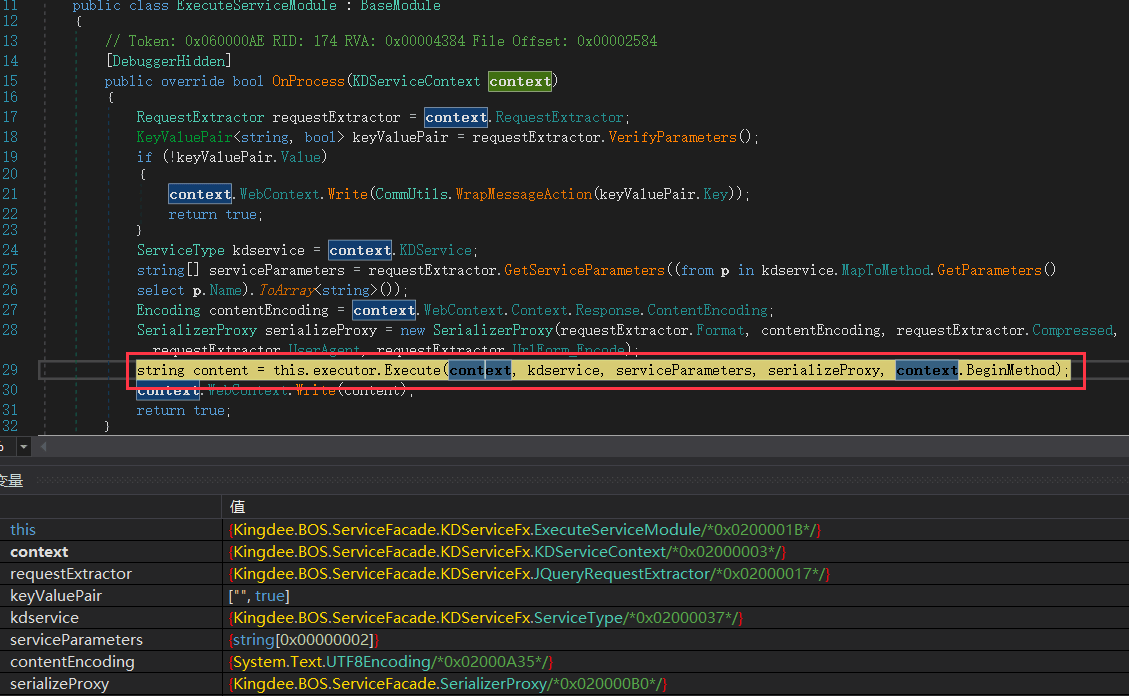 11 public class ExecuteServiceModule : BaseModule
12 {
13 // Token: 0x060000AE RID: 174 RVA: 0x00004384 File Offset: 0x00002584
14 [DebuggerHidden]
15 public override bool OnProcess(KDServiceContext context)
16 {
17 RequestExtractor requestExtractor = context.RequestExtractor;
18 KeyValuePair<string, bool> keyValuePair = requestExtractor.VerifyParameters();
19 if (!keyValuePair.Value)
20 {
21 context.WebContext.Write(CommUtils.WrapMessageAction(keyValuePair.Key));
22 return true;
23 }
24 ServiceType kdservice = context.KDService;
25 string[] serviceParameters = requestExtractor.GetServiceParameters((from p in kdservice.MapToMethod.GetParameters()
26 select p.Name).ToArray<string>());
27 Encoding contentEncoding = context.WebContext.Context.Response.ContentEncoding;
28 SerializerProxy serializeProxy = new SerializerProxy(requestExtractor.Format, contentEncoding, requestExtractor.Compressed,
requestExtractor.UserAgent, requestExtractor.UrlForm_Encode);
29 string content = this.executor.Execute(context, kdservice, serviceParameters, serializeProxy, context.BeginMethod);
30 context.WebContext.Write(content);
31 return true;
32 }
变量
值
this {Kingdee.BOS.ServiceFacade.KDServiceFx.ExecuteServiceModule/*0x0200001B*/}
context {Kingdee.BOS.ServiceFacade.KDServiceFx.KDServiceContext/*0x02000003*/}
requestExtractor {Kingdee.BOS.ServiceFacade.KDServiceFx.JQueryRequestExtractor/*0x02000017*/}
keyValuePair ["", true]
kdservice {Kingdee.BOS.ServiceFacade.KDServiceFx.ServiceType/*0x02000037*/}
serviceParameters {string[0x00000002]}
contentEncoding {System.Text.UTF8Encoding/*0x02000A35*/}
serializeProxy {Kingdee.BOS.ServiceFacade.SerializerProxy/*0x020000B0*/}